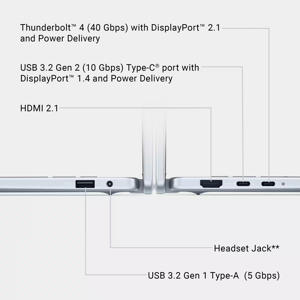 Thunderbolt™ 4 (40 Gbps) with DisplayPort™ 2.1
and Power Delivery
USB 3.2 Gen 2 (10 Gbps) Type-C® port with
DisplayPort™ 1.4 and Power Delivery
HDMI 2.1
Headset Jack**
USB 3.2 Gen 1 Type-A (5 Gbps)